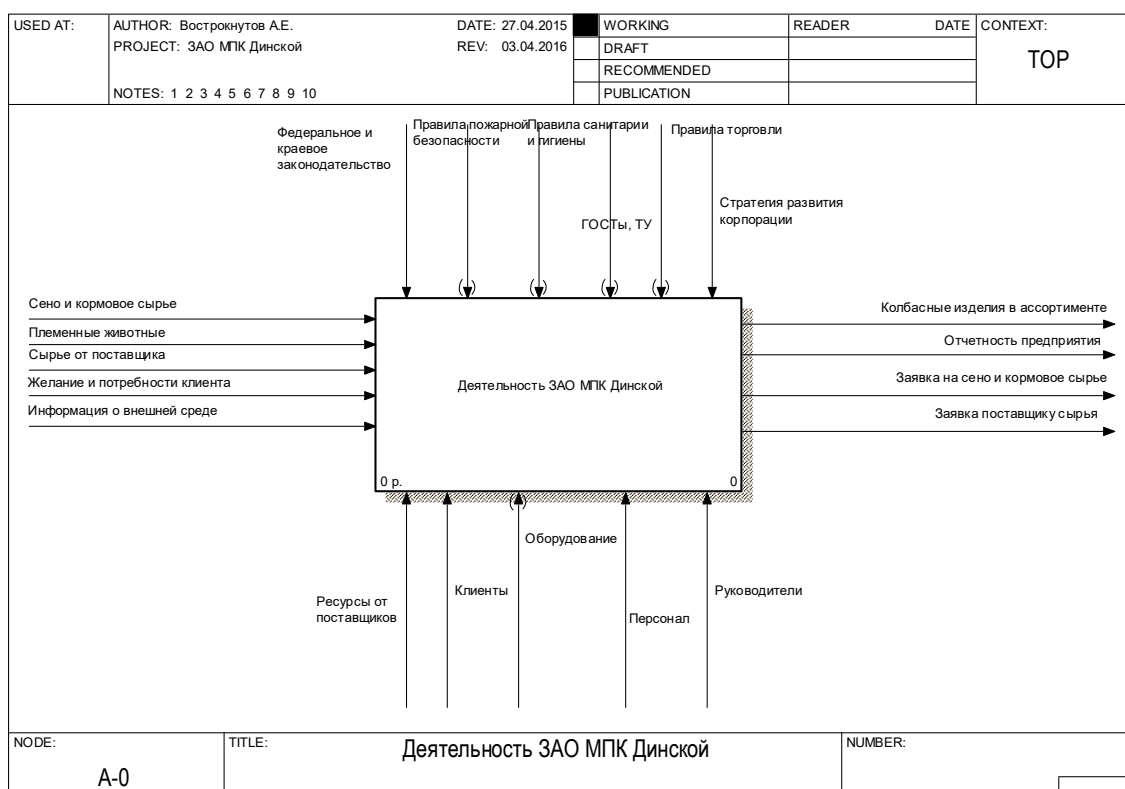 USED AT:
AUTHOR: Вострокнутов А.Е.
DATE: 27.04.2015
PROJECT: ЗАО МПК Динской
REV: 03.04.2016
NOTES: 1 2 3 4 5 6 7 8 9 10
WORKING
DRAFT
RECOMMENDED
PUBLICATION
READER
DATE
CONTEXT:
TOP
Федеральное и
краевое
законодательство
Правила пожарной
безопасности
Правила санитарии
и гигиены
Правила торговли
ГОСТы, ТУ
Стратегия развития
корпорации
Сено и кормовое сырье
Племенные животные
Сырье от поставщика
Желание и потребности клиента
Информация о внешней среде
Деятельность ЗАО МПК Динской
0 р.
0
Колбасные изделия в ассортименте
Отчетность предприятия
Заявка на сено и кормовое сырье
Заявка поставщику сырья
Ресурсы от
поставщиков
Клиенты
Оборудование
Персонал
Руководители
NODE:
A-0
TITLE:
Деятельность ЗАО МПК Динской
NUMBER: